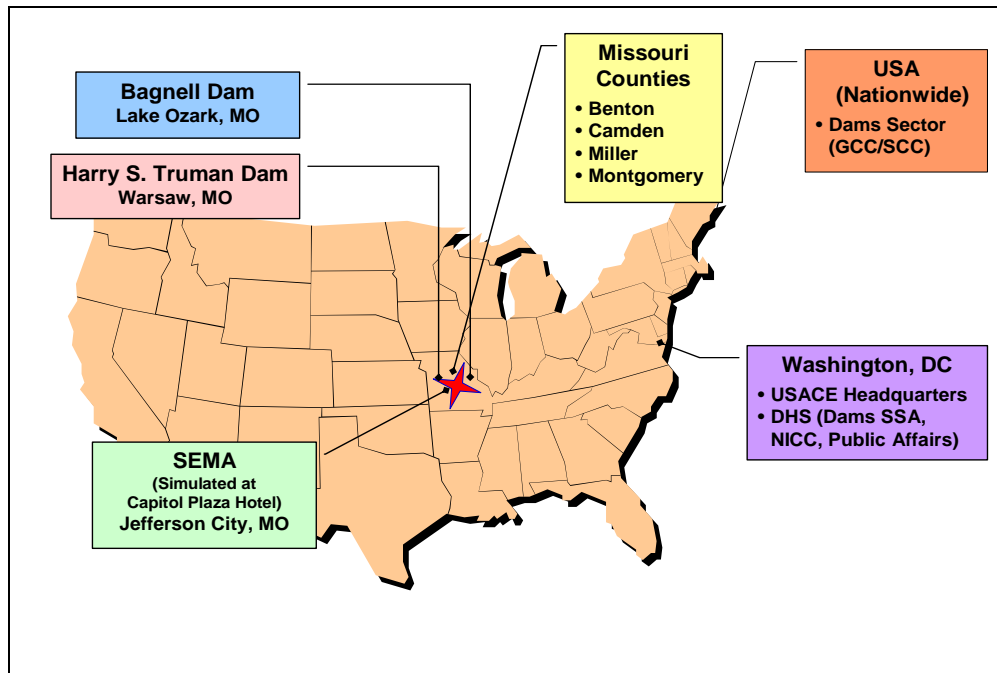 Bagnell Dam
Lake Ozark, MO
Harry S. Truman Dam
Warsaw, MO
Missouri
Counties
• Benton
• Camden
• Miller
• Montgomery
USA
(Nationwide)
• Dams Sector
(GCC/SCC)
Washington, DC
• USACE Headquarters
• DHS (Dams SSA,
NICC, Public Affairs)
SEMA
(Simulated at
Capitol Plaza Hotel)
Jefferson City, MO